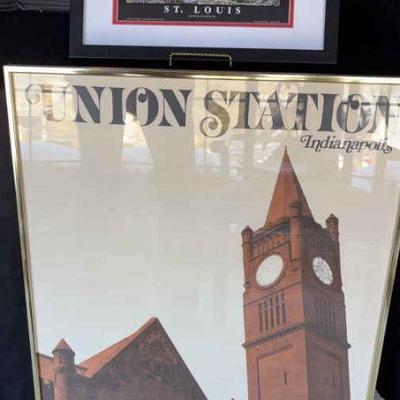 ST. LOUIS
UNION STATION
Indianapolis